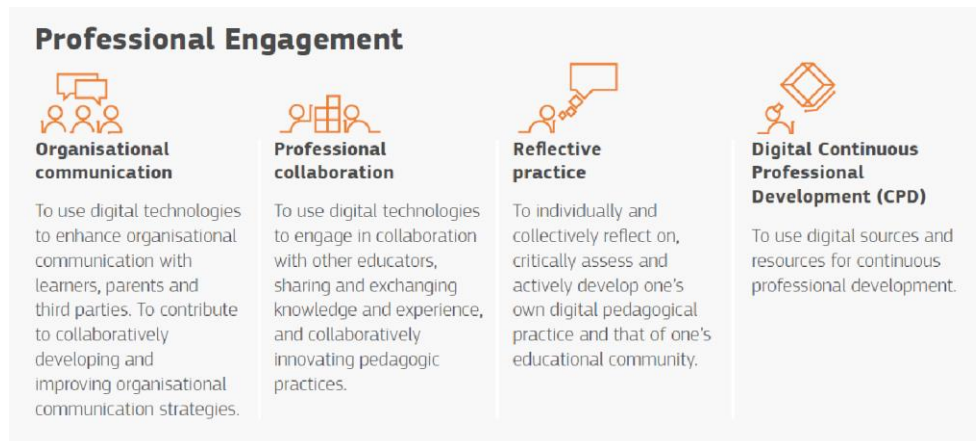 Professional Engagement
Organisational
communication
To use digital technologies
to enhance organisational
communication with
learners, parents and
third parties. To contribute
to collaboratively
developing and
improving organisational
communication strategies.
Professional
collaboration
To use digital technologies
to engage in collaboration
with other educators,
sharing and exchanging
knowledge and experience,
and collaboratively
innovating pedagogic
practices.
Reflective
practice
To individually and
collectively reflect on,
critically assess and
actively develop one’s
own digital pedagogical
practice and that of one’s
educational community.
Digital Continuous
Professional
Development (CPD)
To use digital sources and
resources for continuous
professional development.